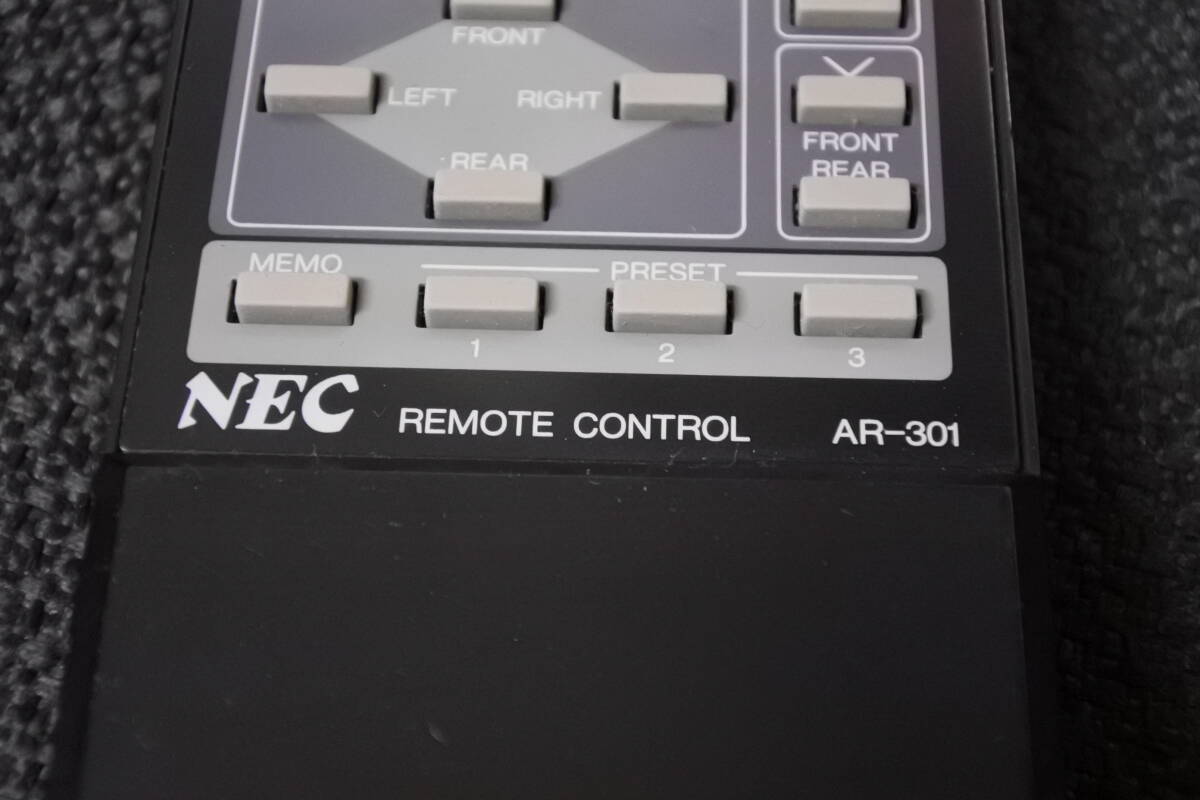 FRONT
LEFT RIGHT
REAR
FRONT
REAR
MEMO PRESET
1 2 3
NEC REMOTE CONTROL AR-301